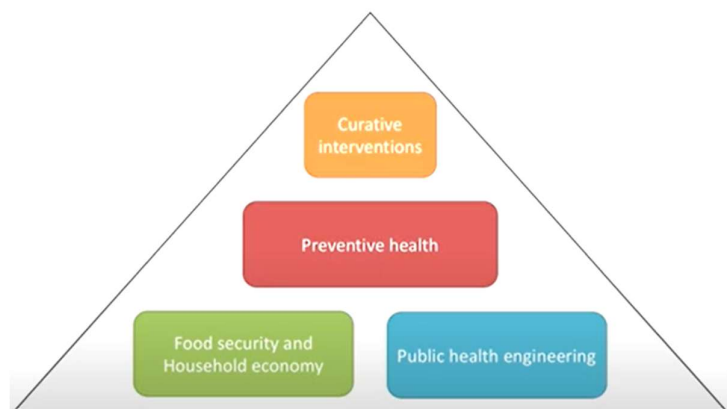 Curative
interventions
Preventive health
Food security and
Household economy
Public health engineering